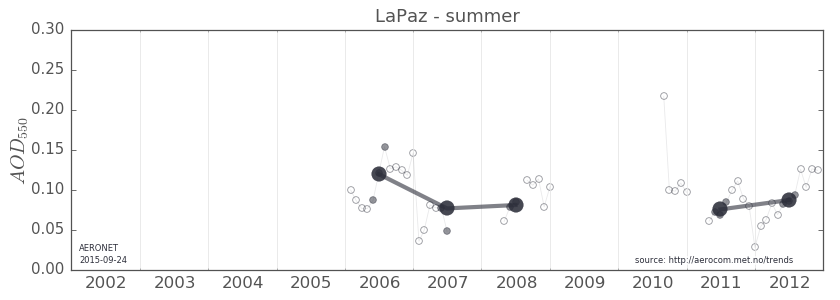 LaPaz - summer
0.30
0.25
0.20
0.15
0.10
0.05
0.00
AOD550
AERONET
2015-09-24
source: http://aerocom.met.no/trends
2002 2003 2004 2005 2006 2007 2008 2009 2010 2011 2012